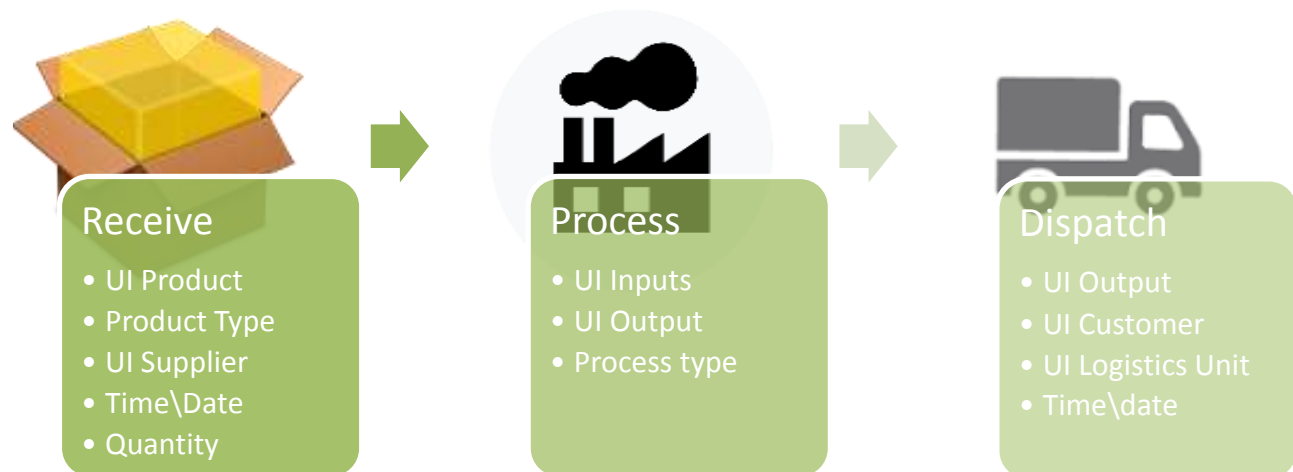 Receive
• UI Product
• Product Type
• UI Supplier
• Time\Date
• Quantity
Process
• UI Inputs
• UI Output
• Process type
Dispatch
• UI Output
• UI Customer
• UI Logistics Unit
• Time\date